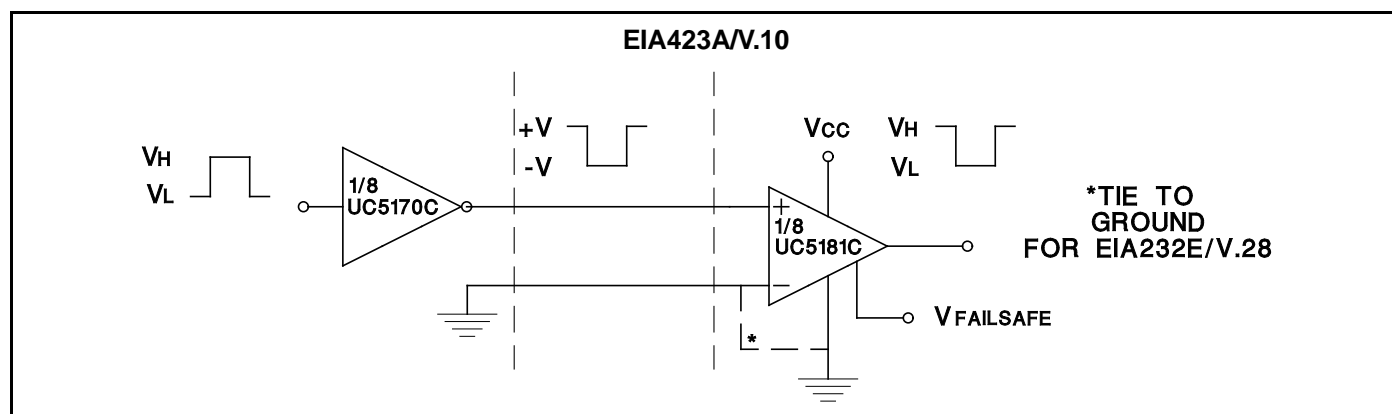 EIA423A/V.10
VH
VL
1/8
UC5170C
+V
-V
VCC
VH
VL
+
1/8
UC5181C
−
VFAILSAFE
*
*TIE TO
GROUND
FOR EIA232E/V.28